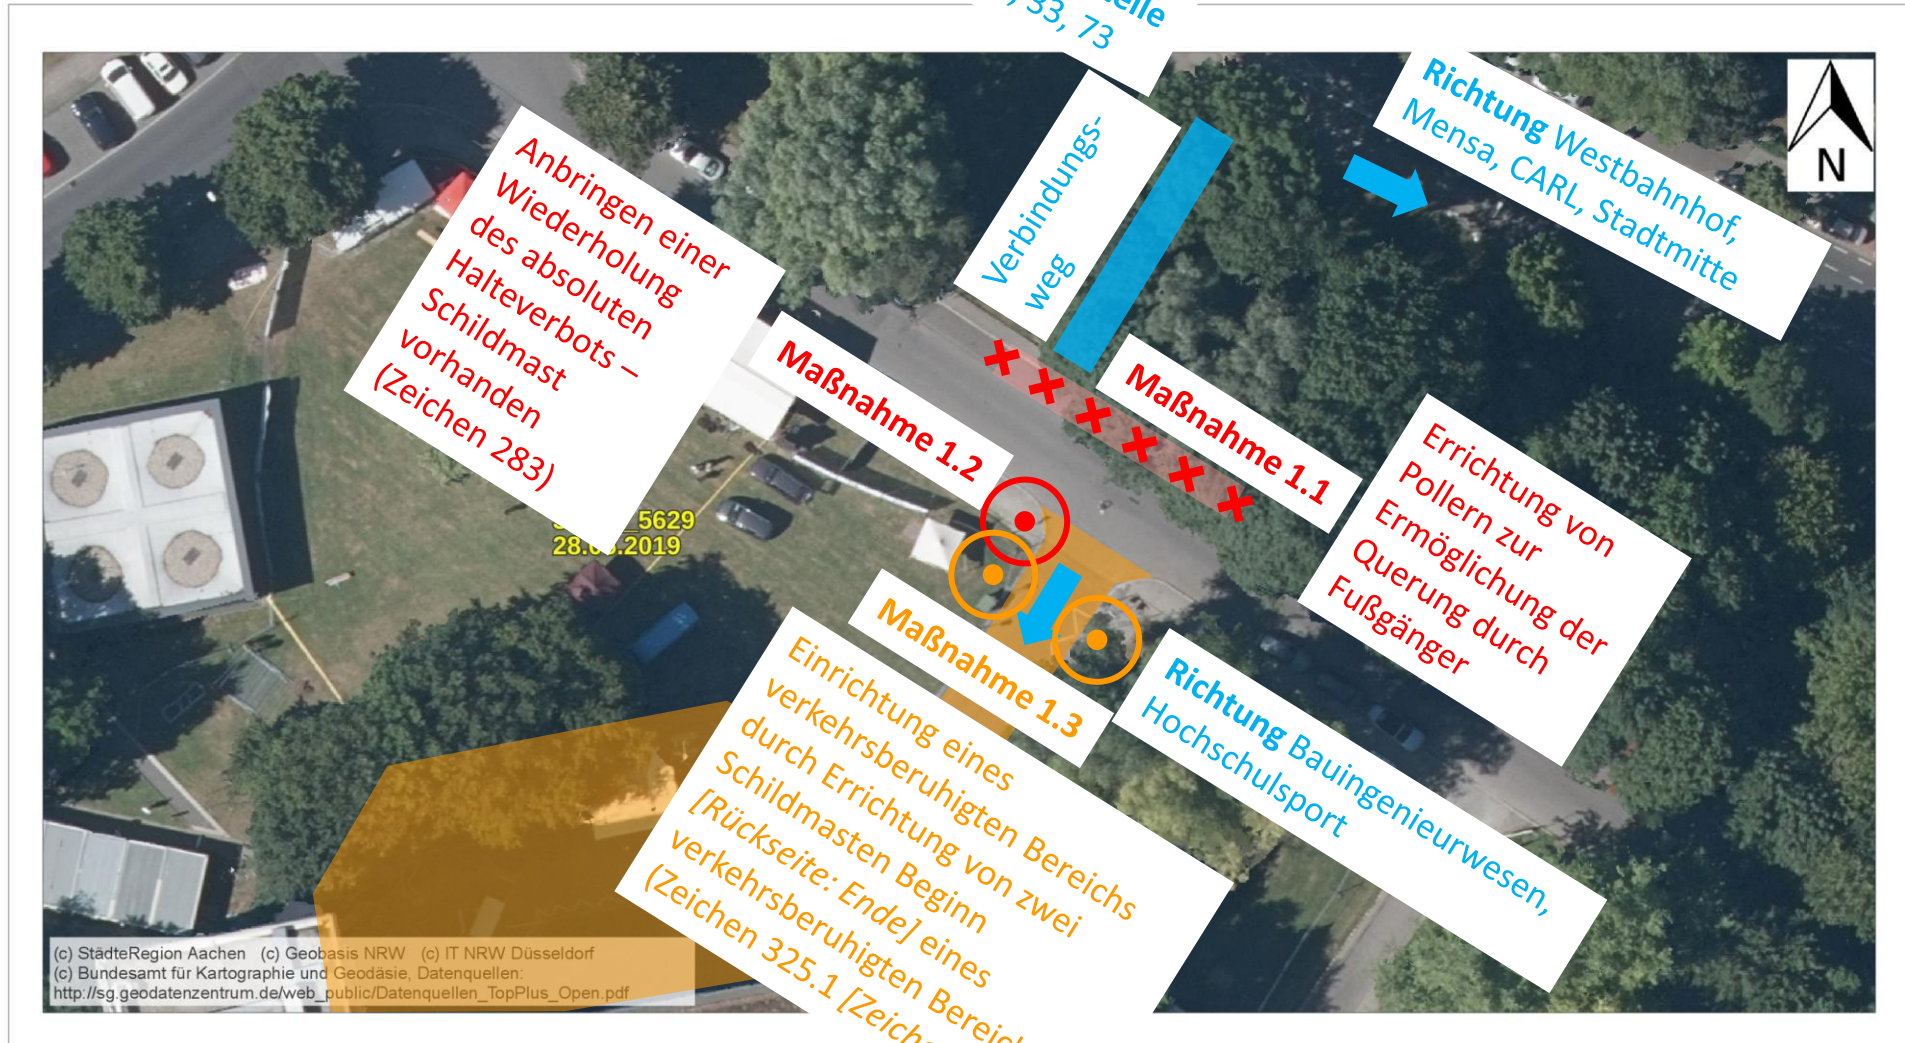 33, 73
Richtung Westbahnhof,
Mensa, CARL, Stadtmitte
N
Verbindungs-
weg
Anbringen einer
Wiederholung
des absoluten
Halteverbots –
Schildmast
vorhanden
(Zeichen 283)
Maßnahme 1.2
Maßnahme 1.1
Errichtung von
Pollern zur
Ermöglichung der
Querung durch
Fußgänger
5629
2019
Maßnahme 1.3
Richtung Bauingenieurwesen,
Hochschulsport
Einrichtung eines
verkehrsberuhigten Bereichs
durch Errichtung von zwei
Schildmasten Beginn
[Rückseite: Ende] eines
verkehrsberuhigten
(Zeichen 325.1
(c) StädteRegion Aachen (c) Geobasis NRW (c) IT NRW Düsseldorf
(c) Bundesamt für Kartographie und Geodäsie, Datenquellen:
http://sg.geodatenzentrum.de/web_public/Datenquellen_TopPlus_Open.pdf